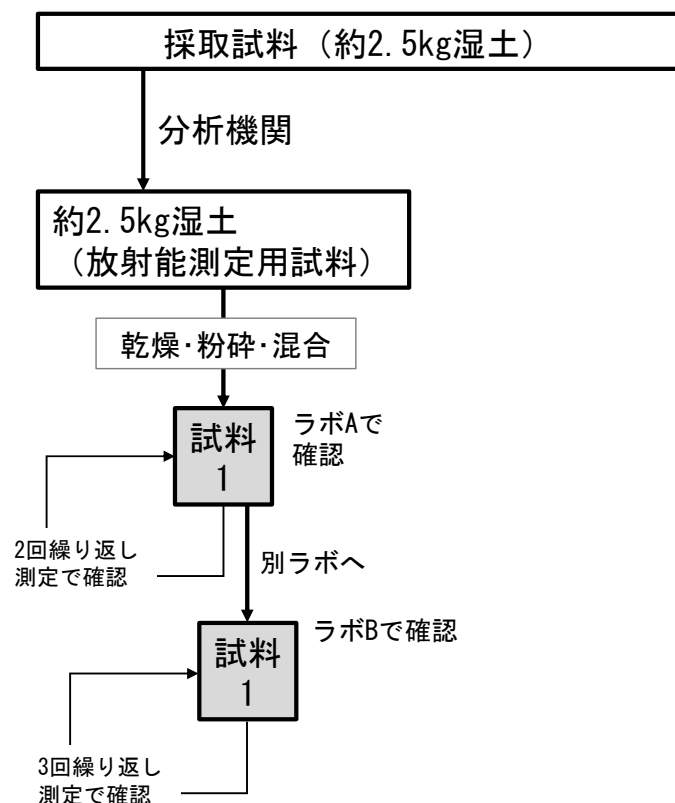 採取試料（約2.5kg湿土）
分析機関
約2.5kg湿土
（放射能測定用試料）
乾燥・粉砕・混合
試料
1
ラボAで
確認
2回繰り返し
測定で確認
別ラボへ
試料
1
ラボBで確認
3回繰り返し
測定で確認